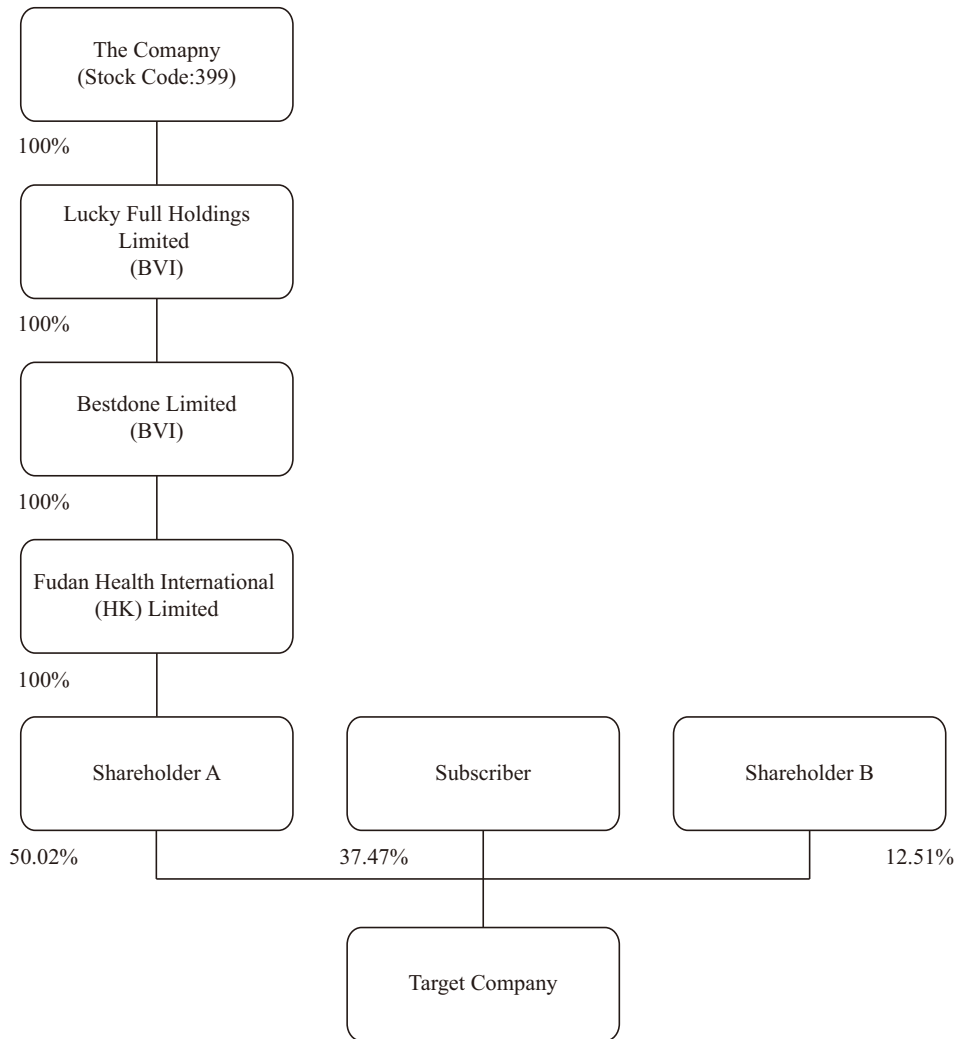 The Comapny
(Stock Code:399)
100%
Lucky Full Holdings
Limited
(BVI)
100%
Bestdone Limited
(BVI)
100%
Fudan Health International
(HK) Limited
100%
Shareholder A
Subscriber
Shareholder B
50.02%
37.47%
12.51%
Target Company